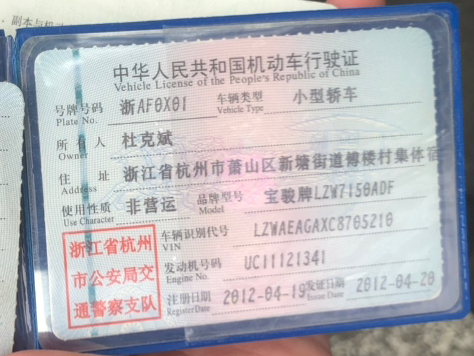 副本与机
中华人民共和国机动车行驶证
Vehicle License of the People's Republic of China
号牌号码 浙AF0X01 车辆类型 小型轿车
Plate No. Vehicle Type
所有人 杜克斌
Owner
住址 浙江省杭州市萧山区新塘街道傅楼村集体宿
Address
使用性质 非营运 品牌型号 宝骏牌LZW7150ADF
Use Character Model
车辆识别代号 LZWAEAGAXC8705210
VIN
发动机号码 UC11121341
Engine No.
注册日期 2012-04-19 发证日期 2012-04-20
Register Date Issue Date
浙江省杭州
市公安局交
通警察支队